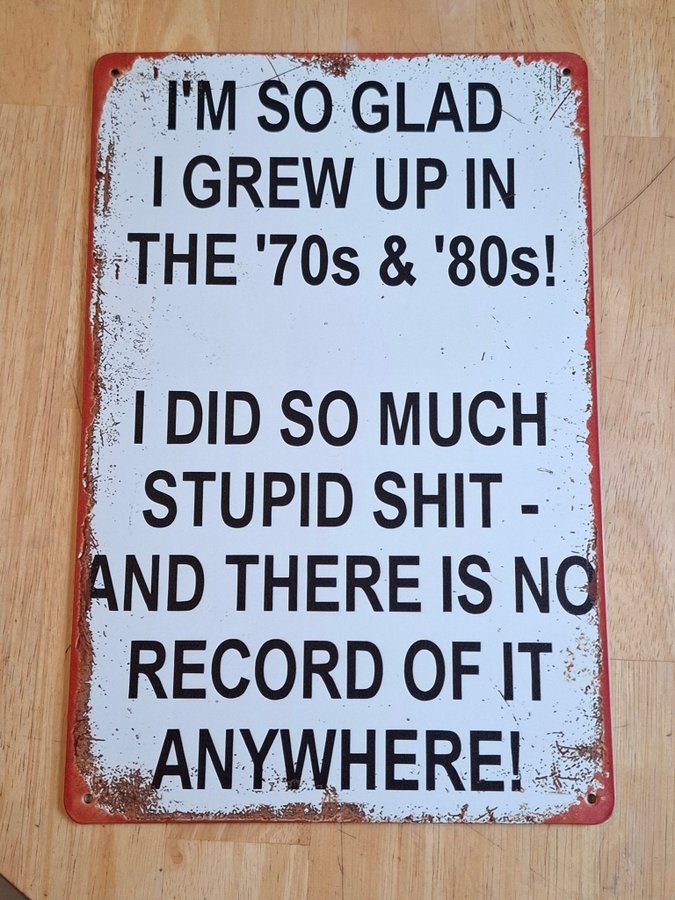 I'M SO GLAD
I GREW UP IN
THE '70s & '80s!
I DID SO MUCH
STUPID SHIT -
AND THERE IS NO
RECORD OF IT
ANYWHERE!